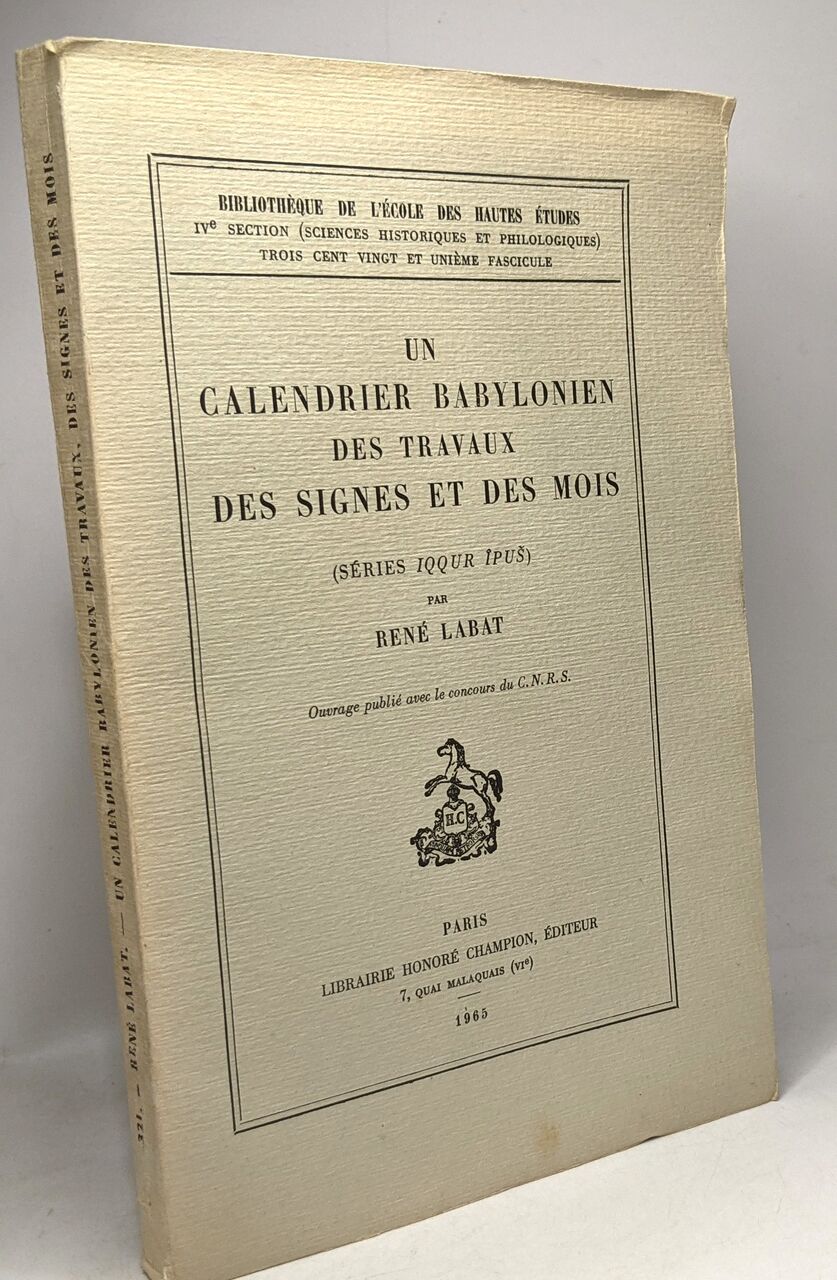 BIBLIOTHÈQUE DE L'ÉCOLE DES HAUTES ÉTUDES
IVe SECTION (SCIENCES HISTORIQUES ET PHILOLOGIQUES)
TROIS CENT VINGT ET UNIÈME FASCICULE
UN
CALENDRIER BABYLONIEN
DES TRAVAUX
DES SIGNES ET DES MOIS
(SÉRIES IQQUR ÎPUŠ)
PAR
RENÉ LABAT
Ouvrage publié avec le concours du C.N.R.S.
H.C
PARIS
LIBRAIRIE HONORÉ CHAMPION, ÉDITEUR
7, QUAI MALAQUAIS (VIe)
1965
321. — RENÉ LABAT. — UN CALENDRIER BABYLONIEN DES TRAVAUX, DES SIGNES ET DES MOIS